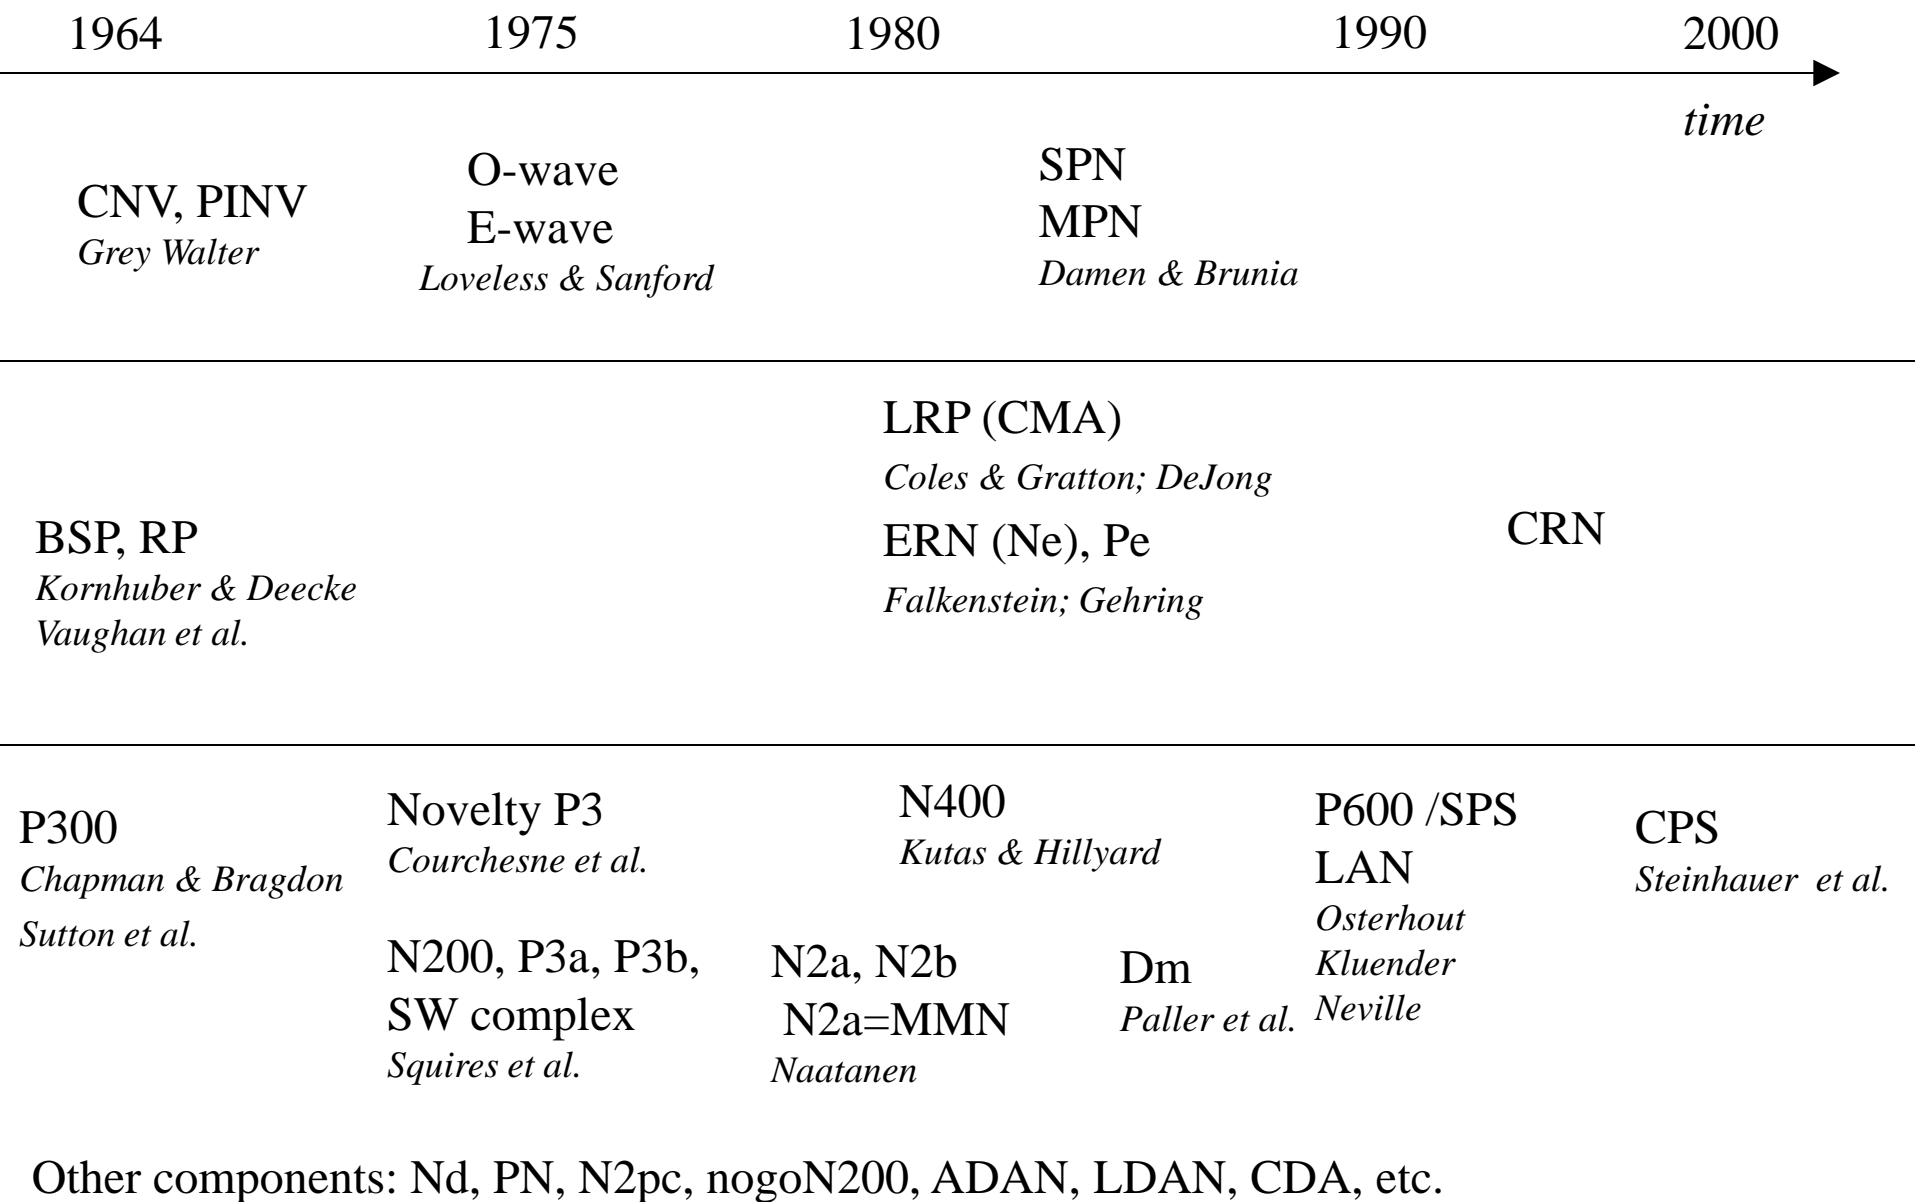 1964 1975 1980 1990 2000
time
CNV, PINV
Grey Walter
O-wave
E-wave
Loveless & Sanford
SPN
MPN
Damen & Brunia
BSP, RP
Kornhuber & Deecke
Vaughan et al.
LRP (CMA)
Coles & Gratton; DeJong
ERN (Ne), Pe
Falkenstein; Gehring
CRN
P300
Chapman & Bragdon
Sutton et al.
Novelty P3
Courchesne et al.
N200, P3a, P3b,
SW complex
Squires et al.
N400
Kutas & Hillyard
N2a, N2b
N2a=MMN
Naatanen
Dm
Paller et al.
P600 /SPS
LAN
Osterhout
Kluender
Neville
CPS
Steinhauer et al.
Other components: Nd, PN, N2pc, nogoN200, ADAN, LDAN, CDA, etc.